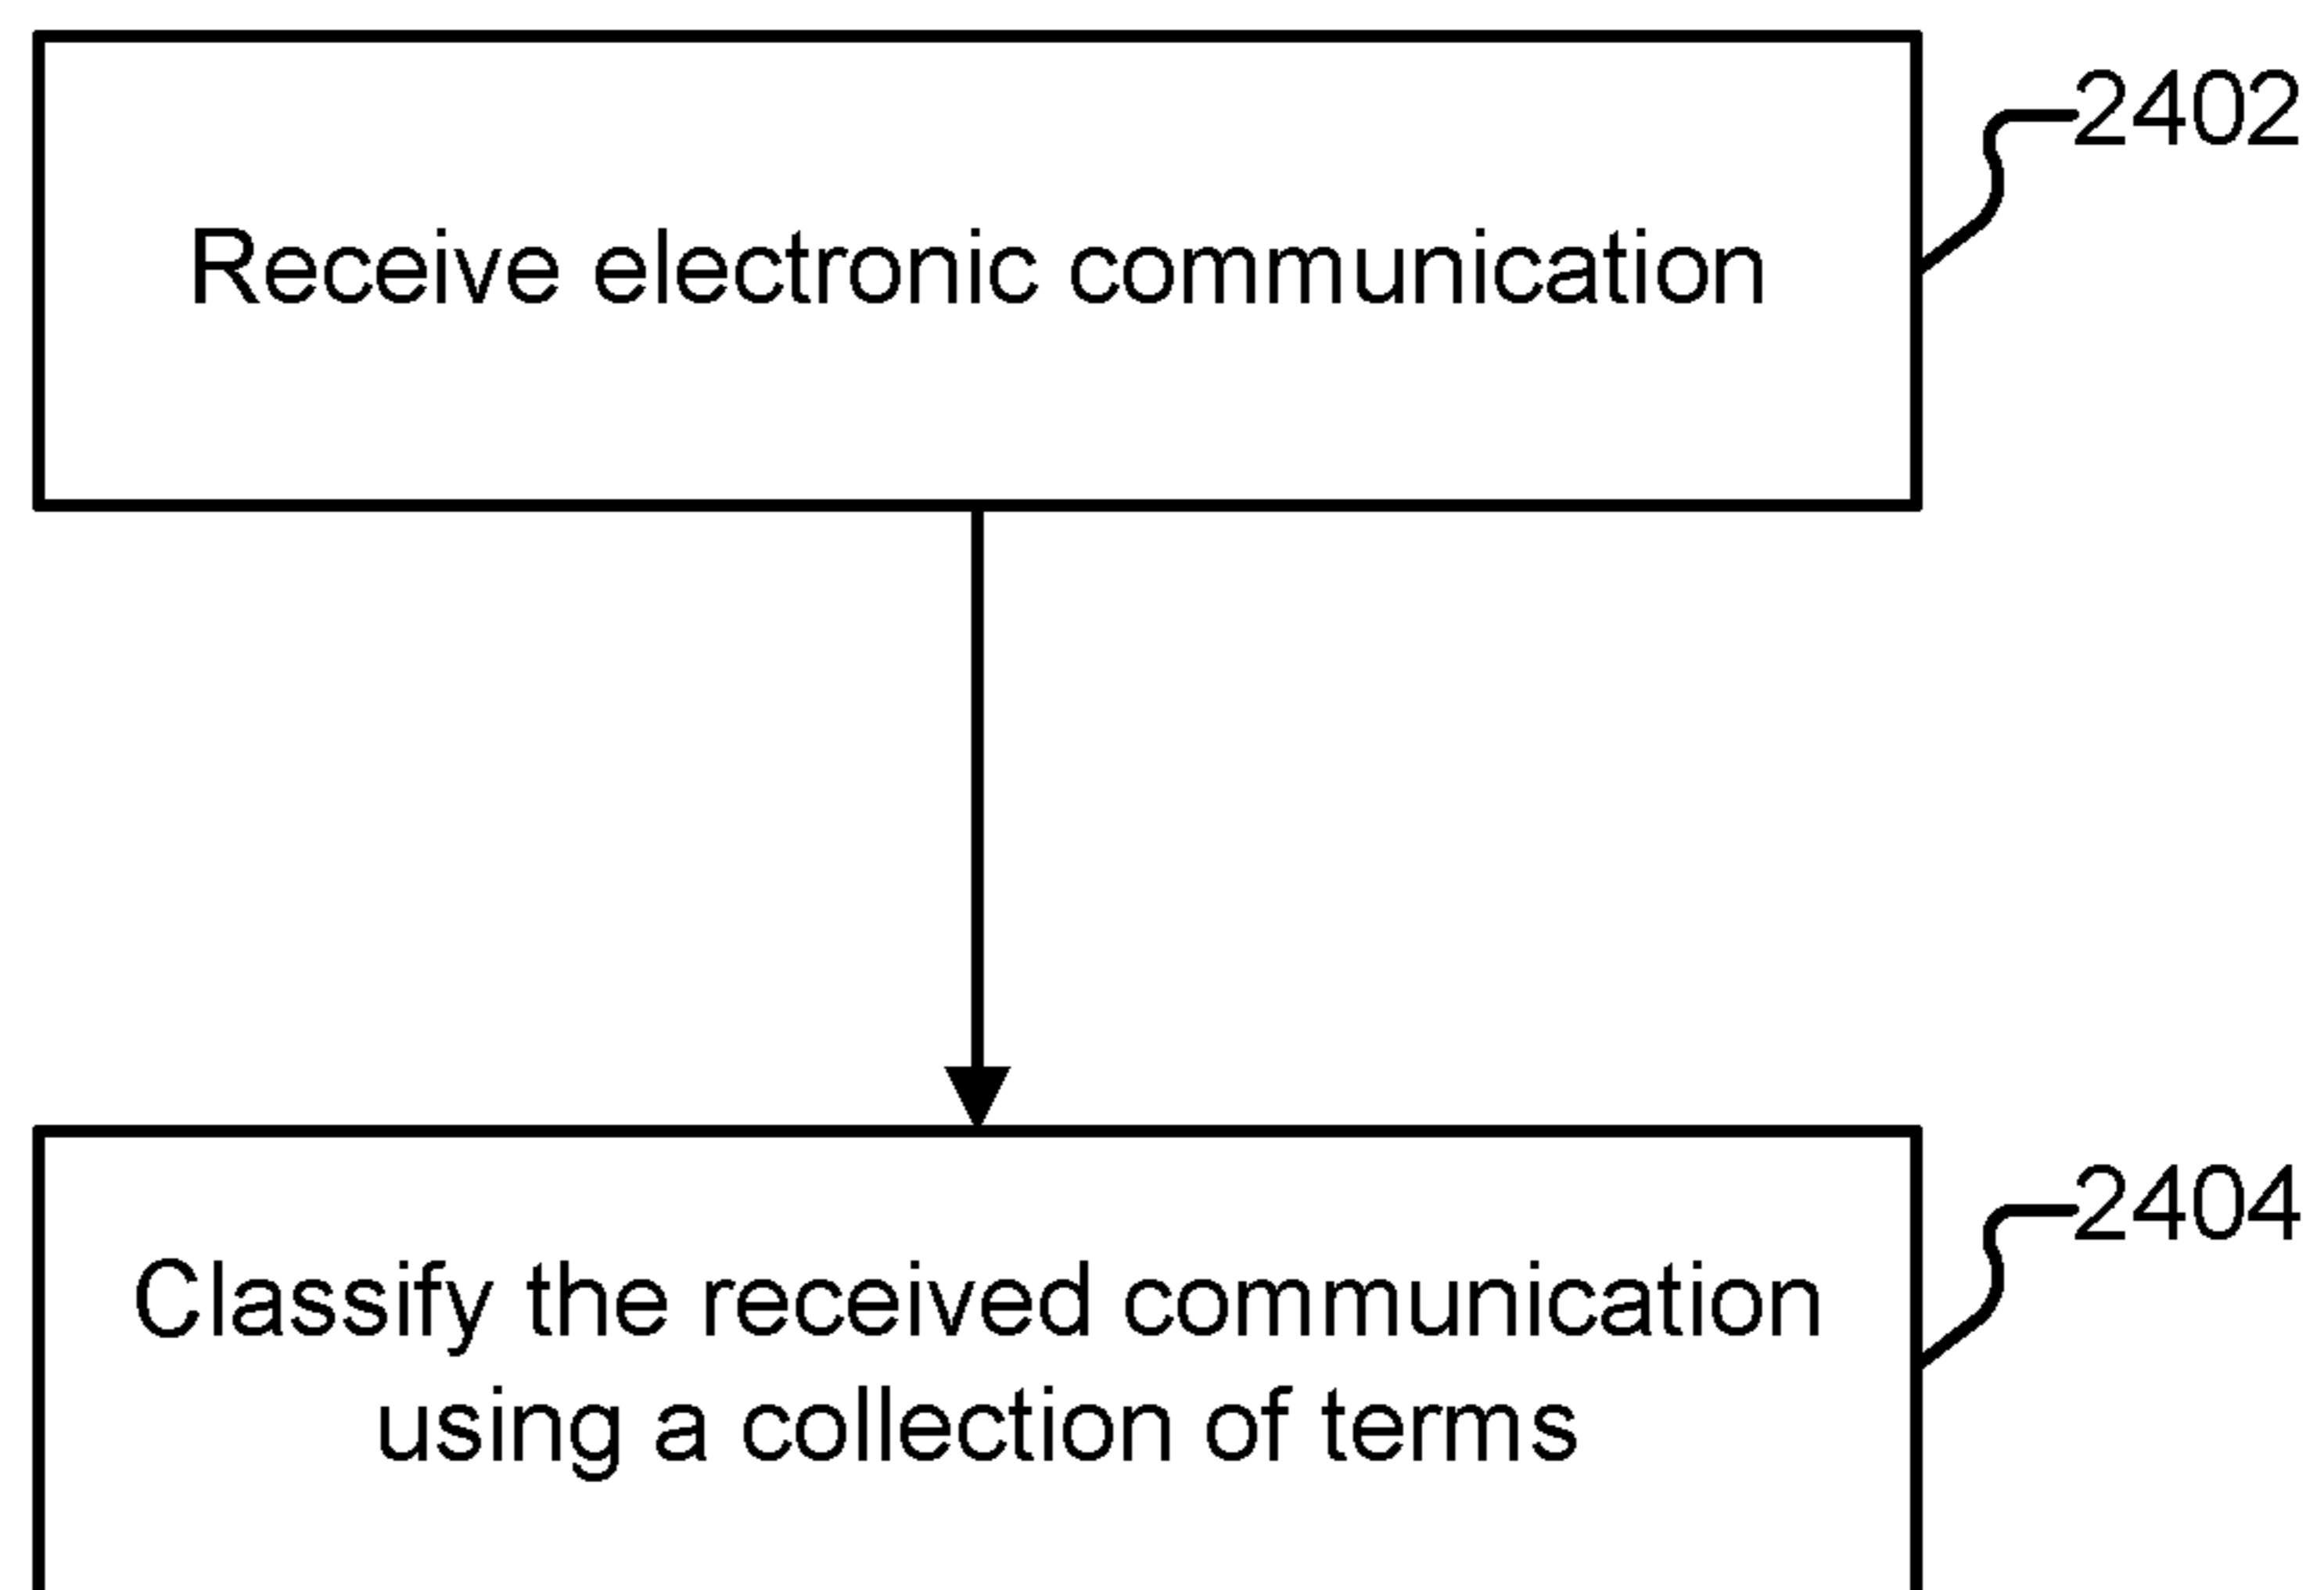 2402
Receive electronic communication
2404
Classify the received communication
using a collection of terms